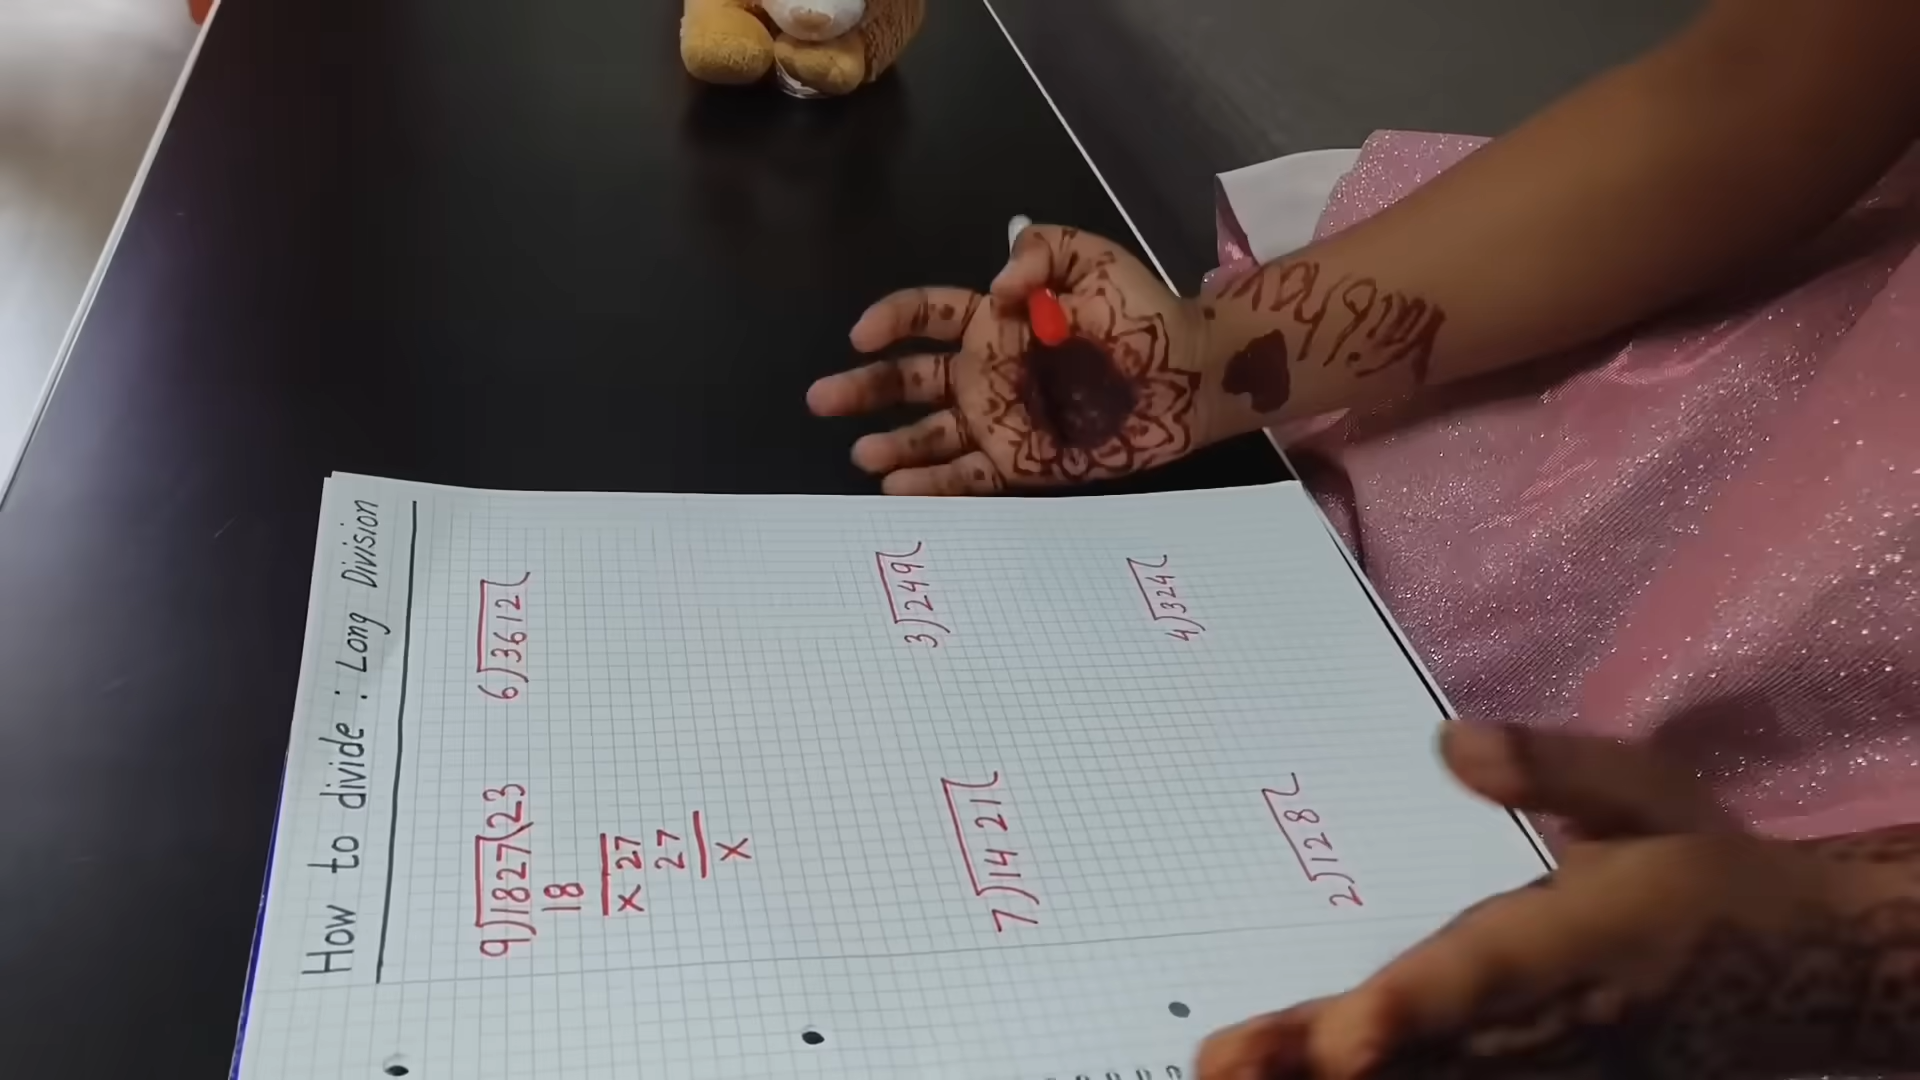 How to divide : Long Division
9)1827(23
18
x 27
27
x
6)3612(
7)1421(
3)249(
2)128(
4)324(
Vaibhav